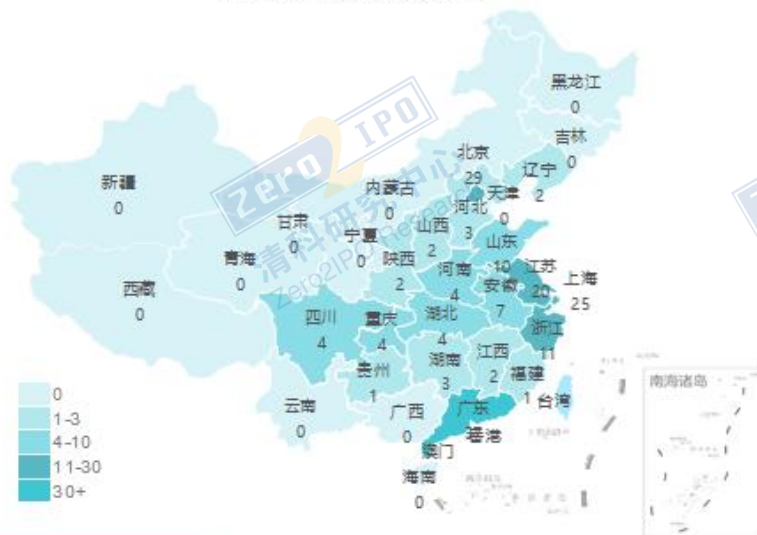 黑龙江
0
吉林
0
辽宁
2
北京
29
天津
0
河北
3
内蒙古
0
新疆
0
甘肃
0
宁夏
0
青海
0
山西
2
山东
10
陕西
2
河南
4
江苏
20
上海
25
安徽
7
西藏
0
四川
4
重庆
4
湖北
4
浙江
11
湖南
3
江西
2
贵州
1
福建
1
台湾
云南
0
广西
0
广东
香港
澳门
海南
0
南海诸岛
0
1-3
4-10
11-30
30+
Zero2IPO
清科研究中心
Zero2IPO Research